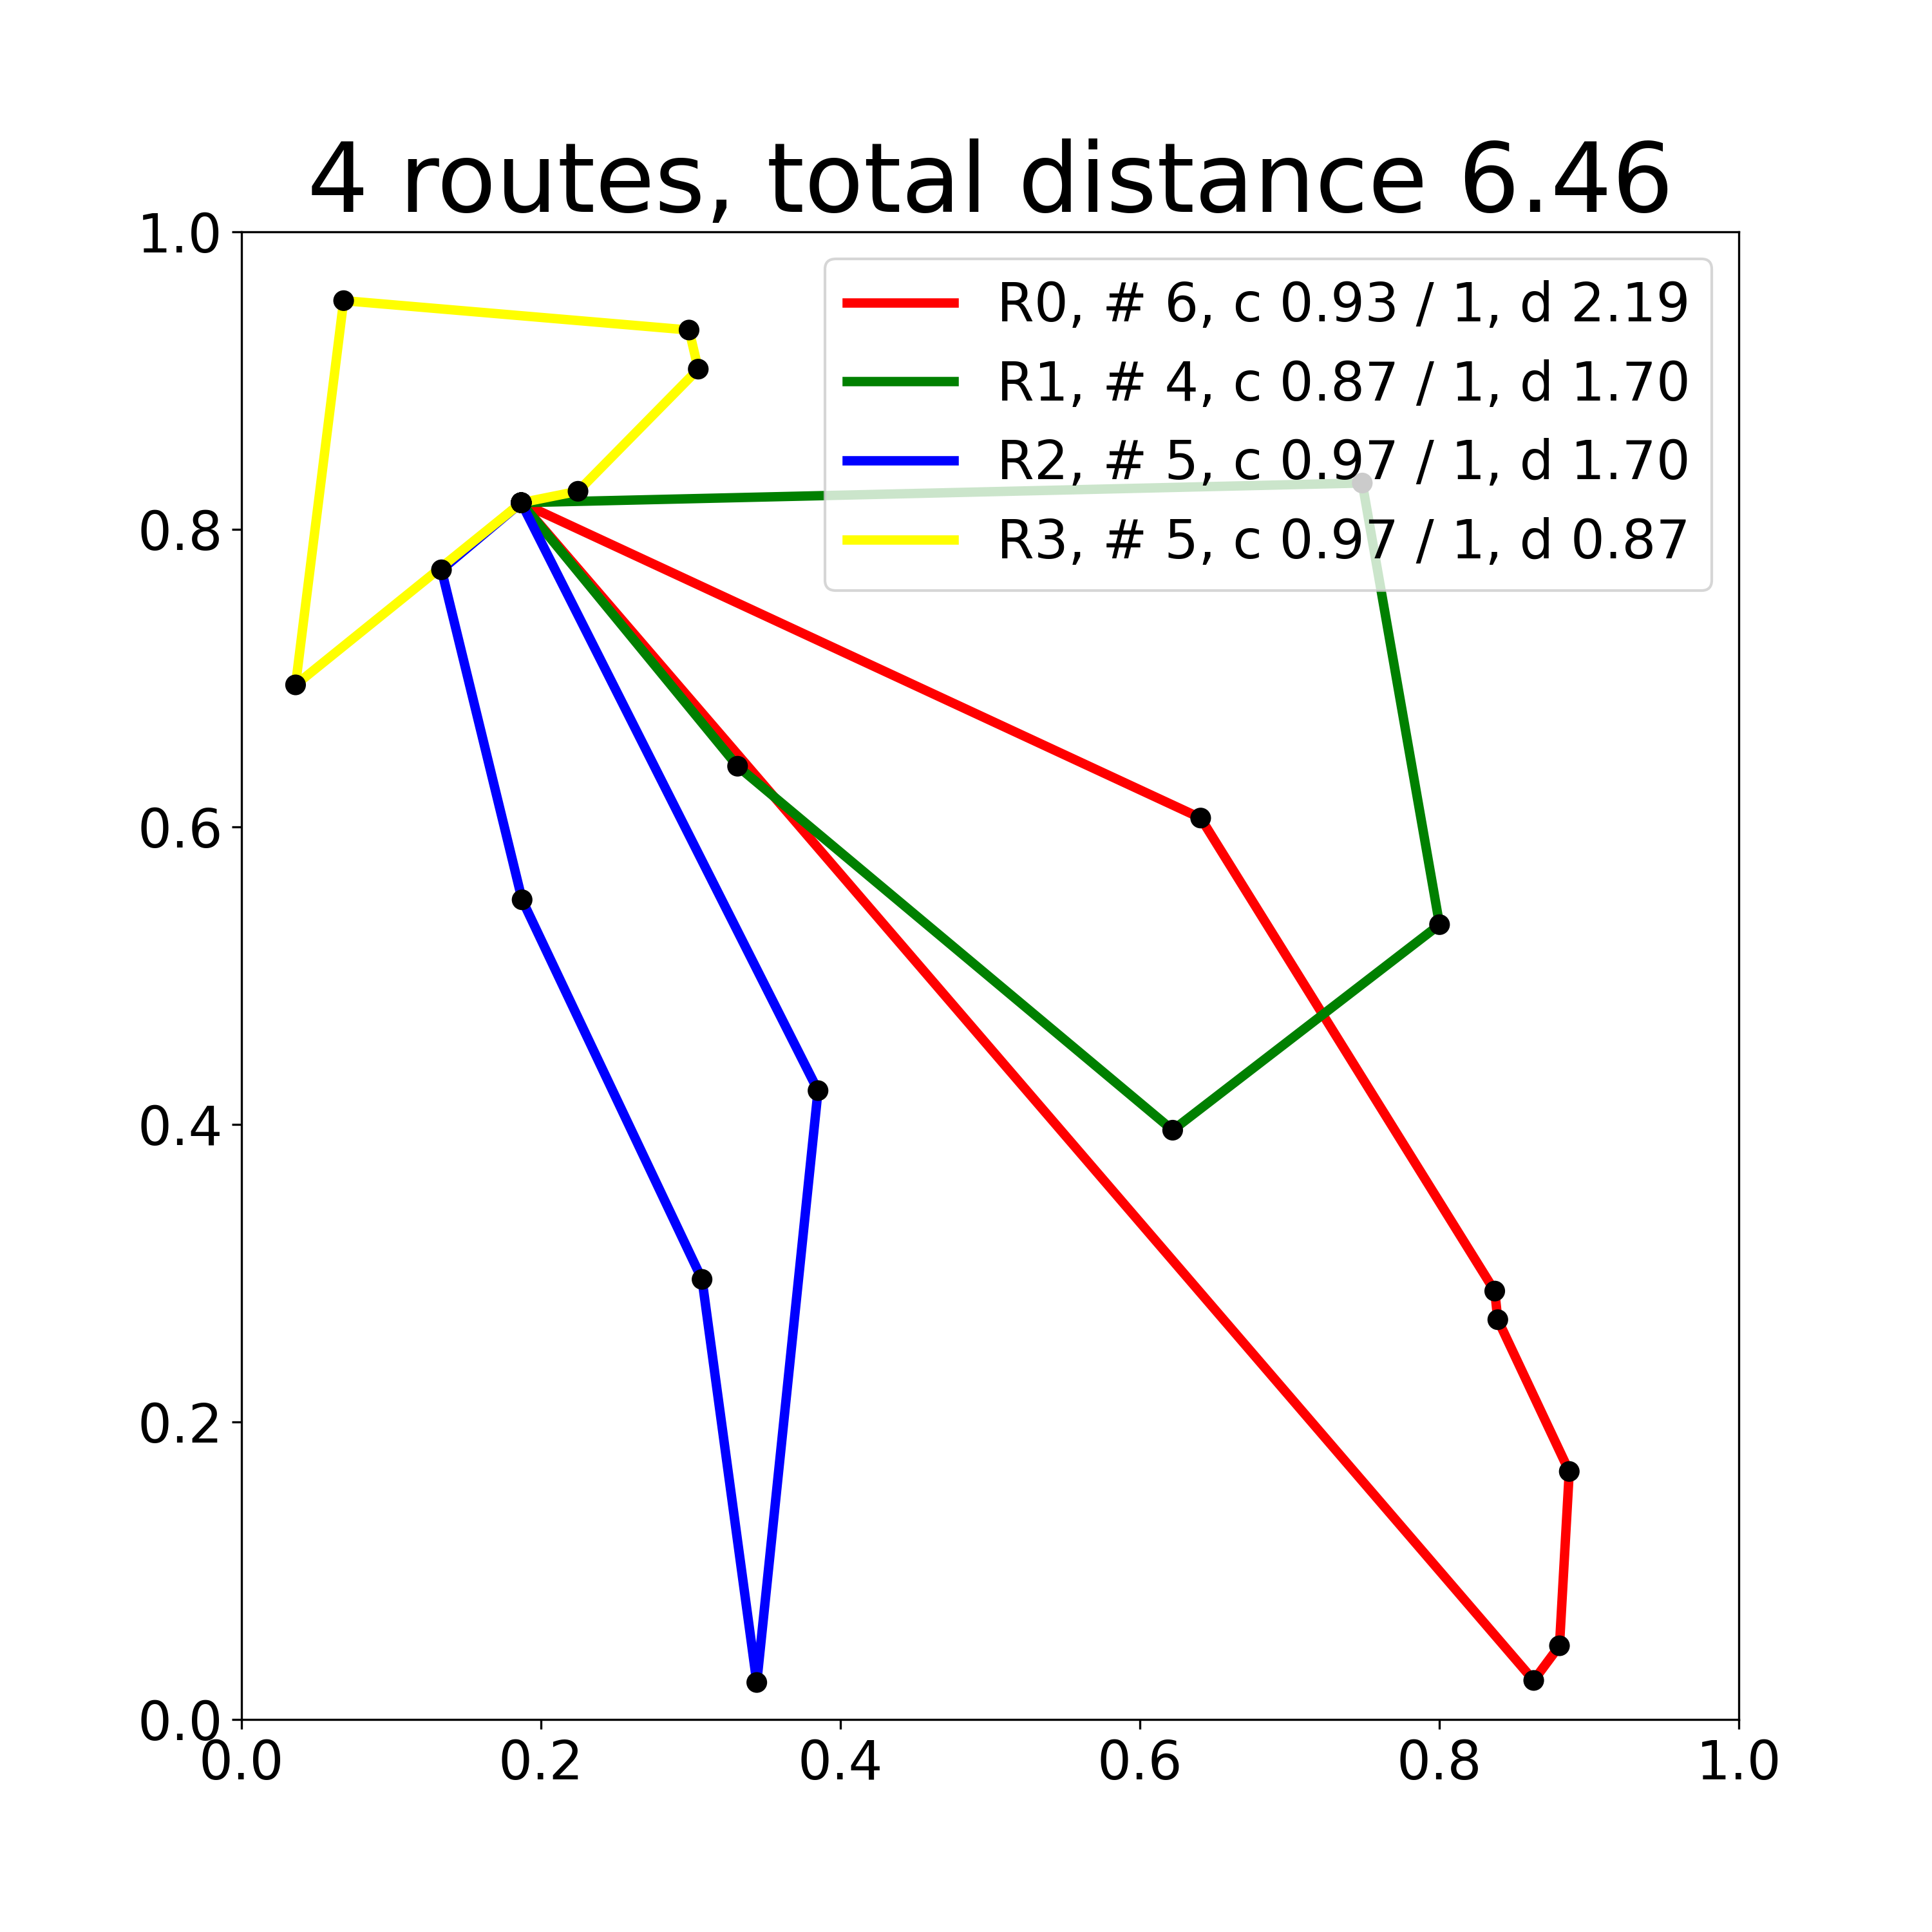 4 routes, total distance 6.46
1.0
0.8
0.6
0.4
0.2
0.0
R0, # 6, c 0.93 / 1, d 2.19
R1, # 4, c 0.87 / 1, d 1.70
R2, # 5, c 0.97 / 1, d 1.70
R3, # 5, c 0.97 / 1, d 0.87
0.0 0.2 0.4 0.6 0.8 1.0